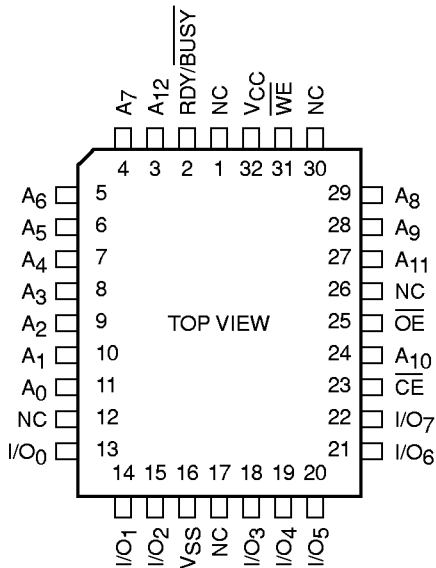 A7 A12 RDY/BUSY NC VCC WE NC
4 3 2 1 32 31 30
A6 5 29 A8
A5 6 28 A9
A4 7 27 A11
A3 8 26 NC
A2 9 TOP VIEW 25 OE
A1 10 24 A10
A0 11 23 CE
NC 12 22 I/O7
I/O0 13 21 I/O6
14 15 16 17 18 19 20
I/O1 I/O2 VSS NC I/O3 I/O4 I/O5